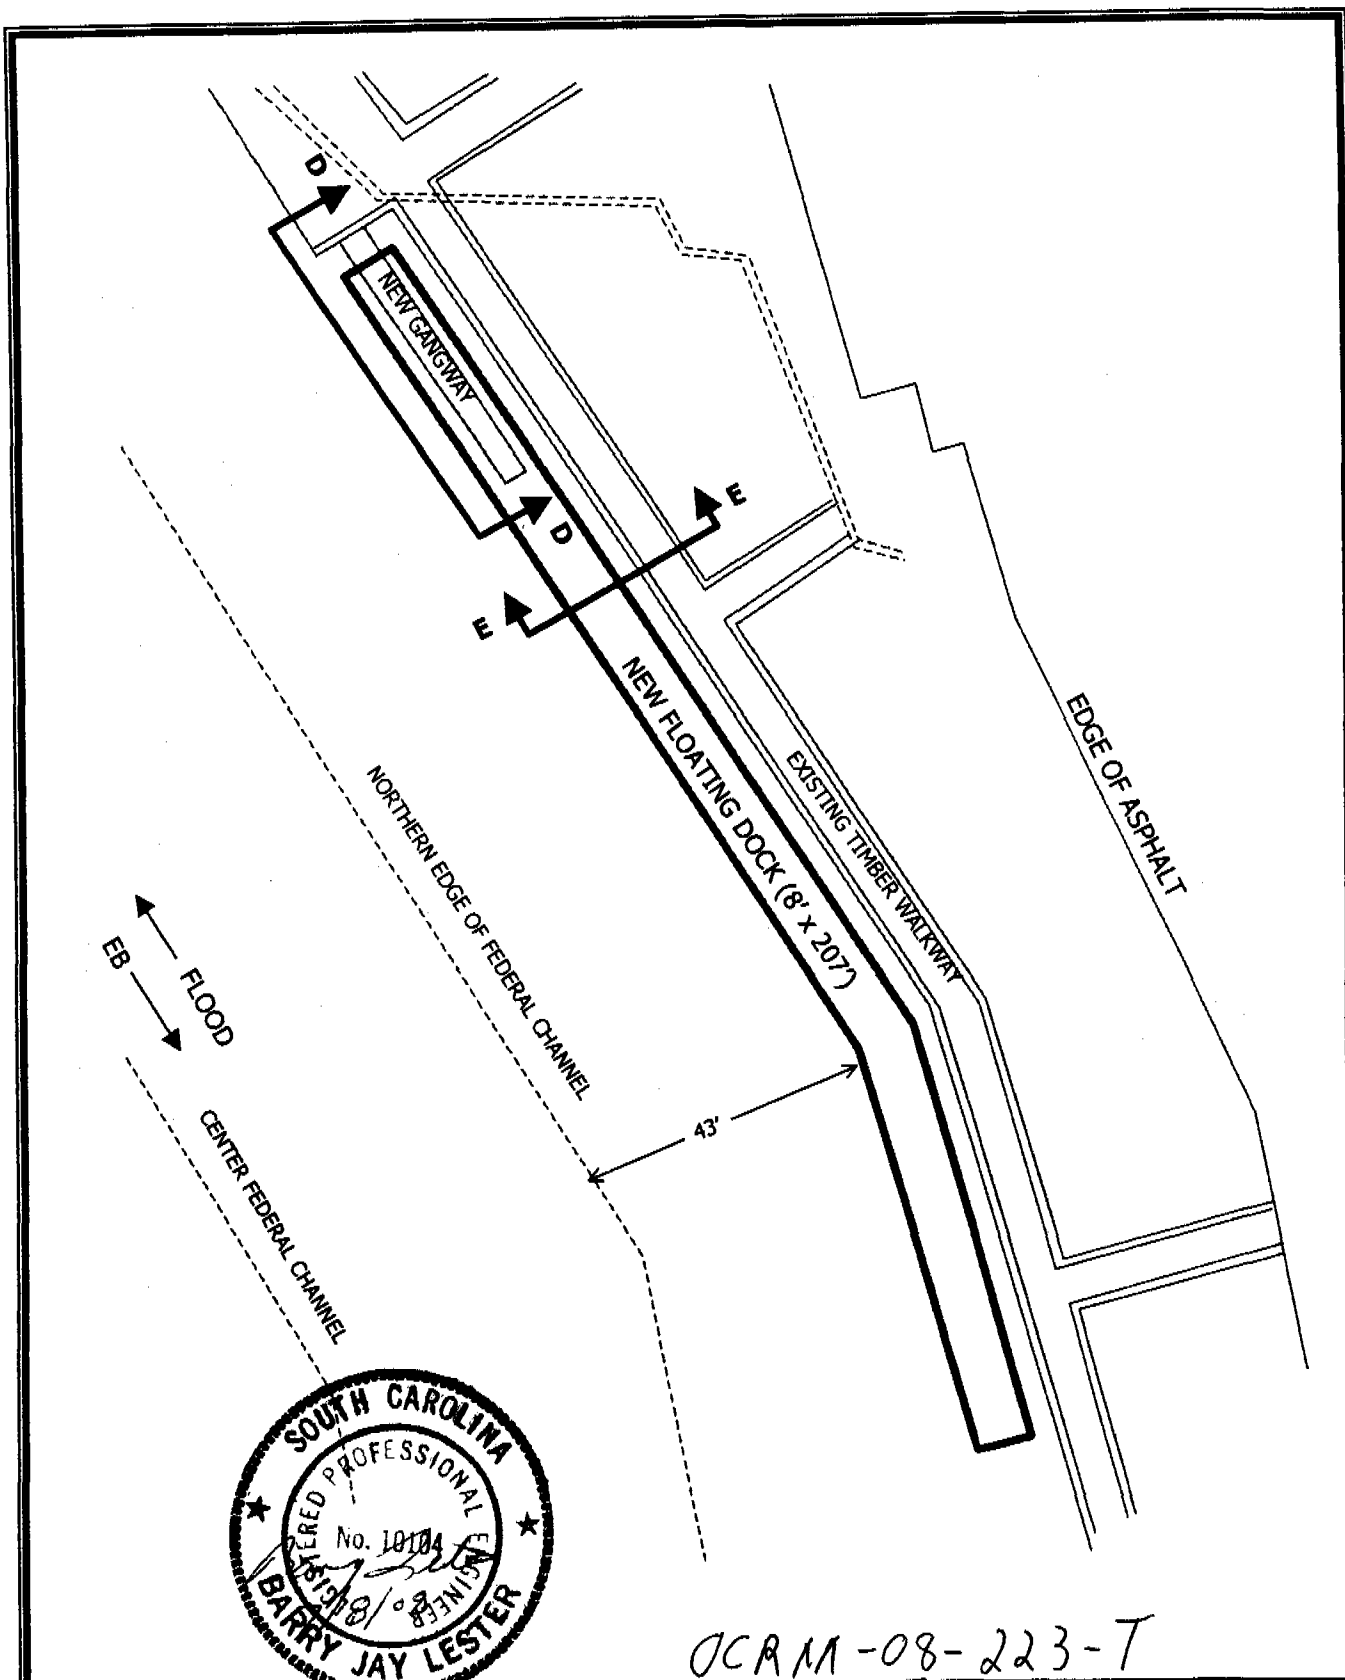 D
NEW GANGWAY
D
E
E
NEW FLOATING DOCK (8' X 207')
EXISTING TIMBER WALKWAY
EDGE OF ASPHALT
NORTHERN EDGE OF FEDERAL CHANNEL
FLOOD
EB
43'
CENTER FEDERAL CHANNEL
SOUTH CAROLINA
PROFESSIONAL ENGINEER
No. 10104
BARRY JAY LESTER
OCRM-08-223-T